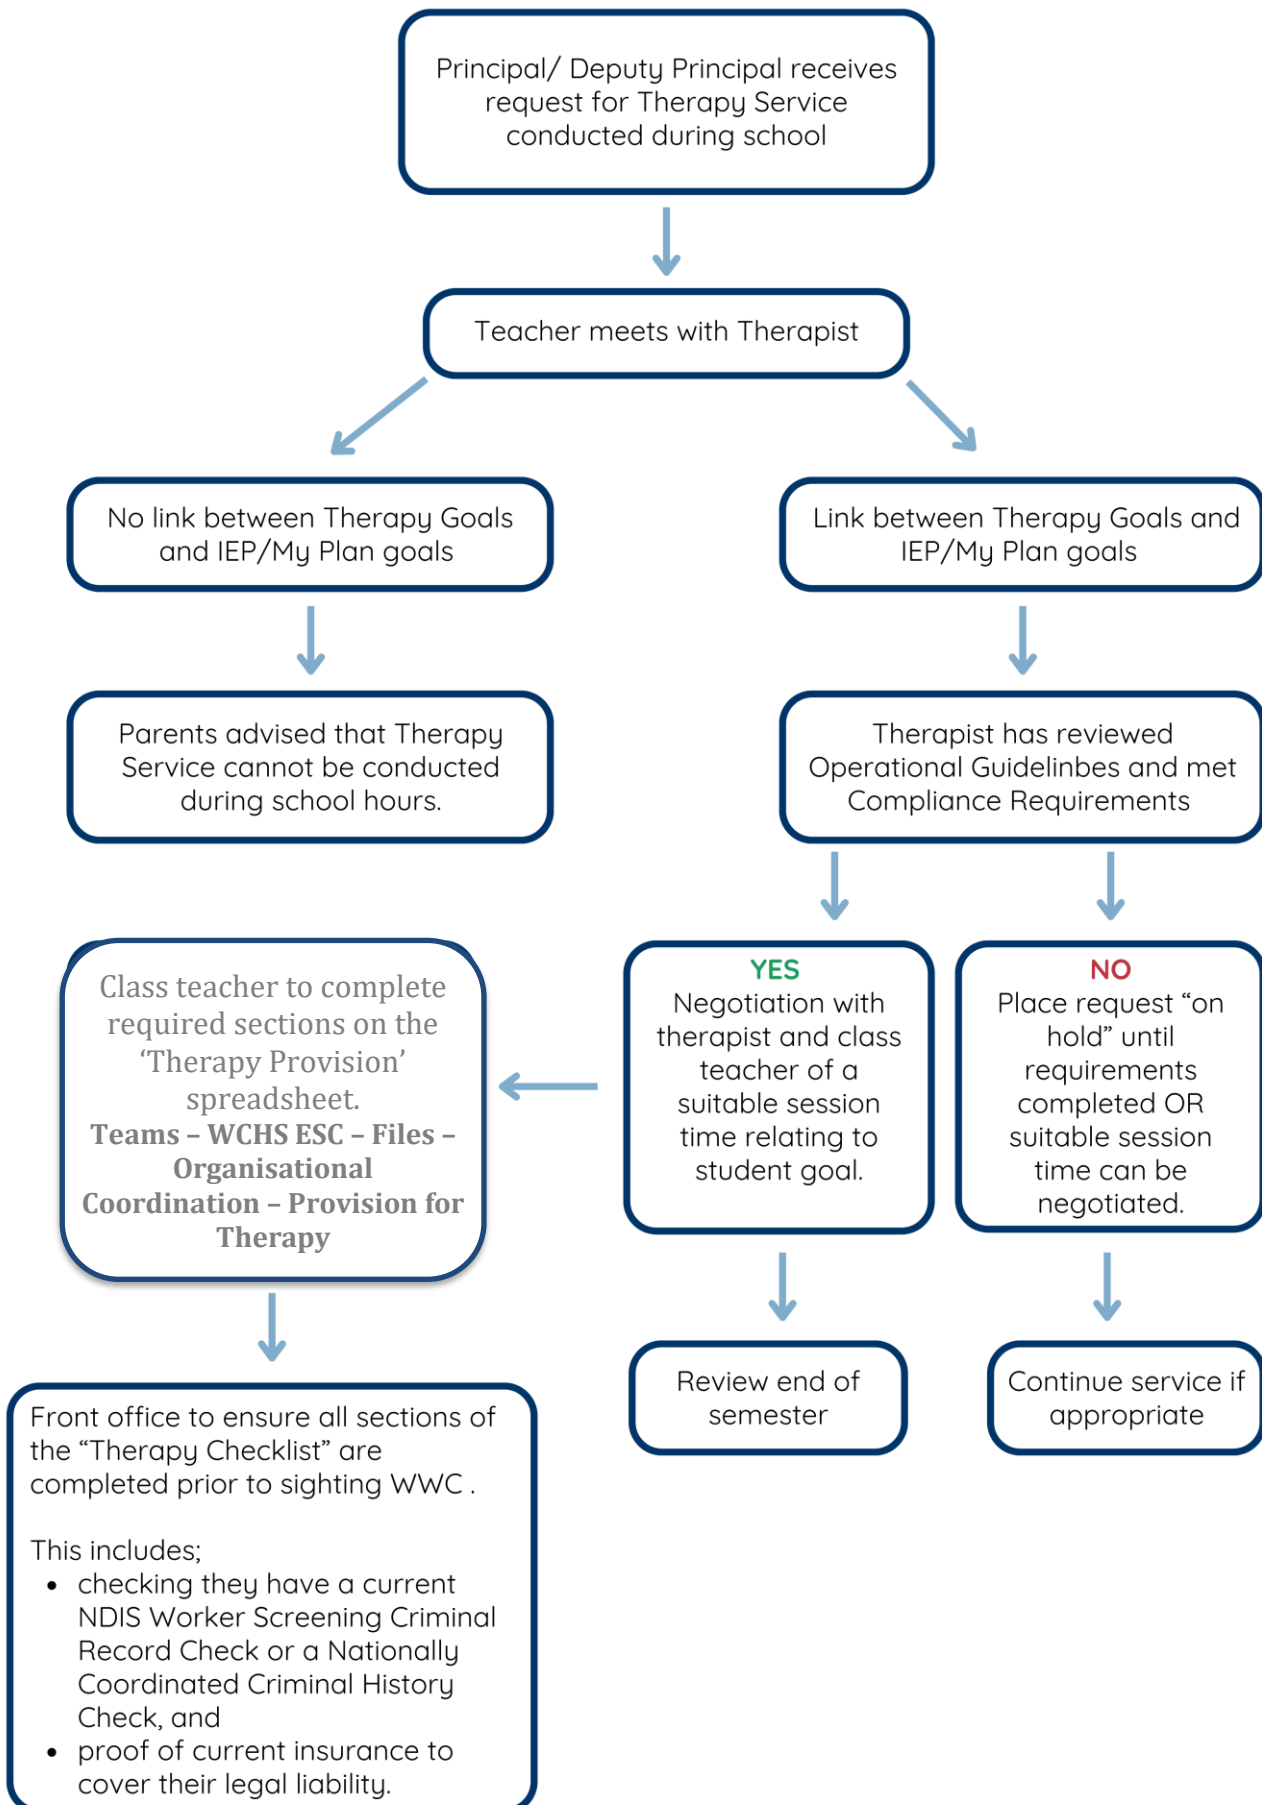 Principal/ Deputy Principal receives
request for Therapy Service
conducted during school
Teacher meets with Therapist
No link between Therapy Goals
and IEP/My Plan goals
Link between Therapy Goals and
IEP/My Plan goals
Parents advised that Therapy
Service cannot be conducted
during school hours.
Therapist has reviewed
Operational Guidelinbes and met
Compliance Requirements
Class teacher to complete
required sections on the
‘Therapy Provision’
spreadsheet.
Teams – WCHS ESC – Files –
Organisational
Coordination – Provision for
Therapy
YES
Negotiation with
therapist and class
teacher of a
suitable session
time relating to
student goal.
NO
Place request “on
hold” until
requirements
completed OR
suitable session
time can be
negotiated.
Review end of
semester
Continue service if
appropriate
Front office to ensure all sections of
the “Therapy Checklist” are
completed prior to sighting WWC .
This includes;
• checking they have a current
NDIS Worker Screening Criminal
Record Check or a Nationally
Coordinated Criminal History
Check, and
• proof of current insurance to
cover their legal liability.